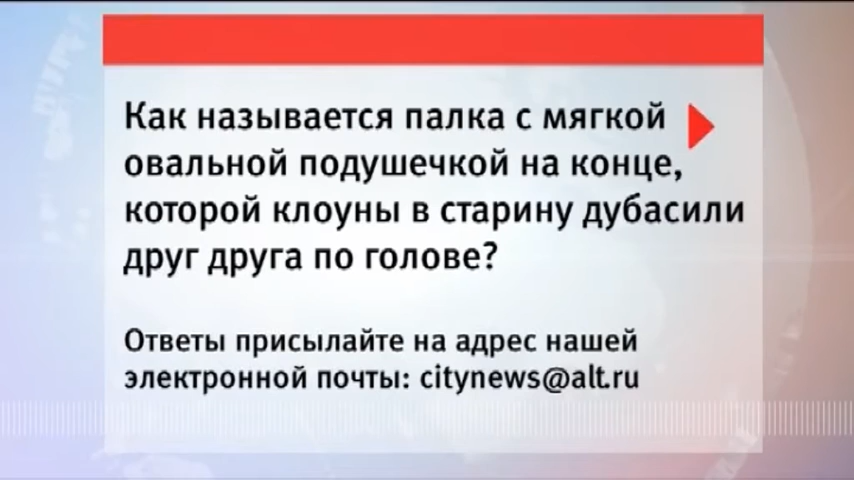 Как называется палка с мягкой
овальной подушечкой на конце,
которой клоуны в старину дубасили
друг друга по голове?
Ответы присылайте на адрес нашей
электронной почты: citynews@alt.ru